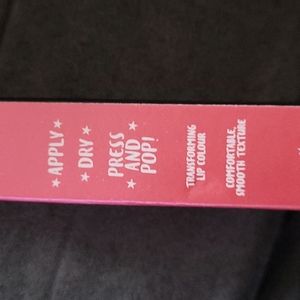 ★ APPLY ★
★ DRY ★
★ PRESS ★
AND
POP!
TRANSFORMING
LIP COLOUR
COMFORTABLE,
SMOOTH TEXTURE